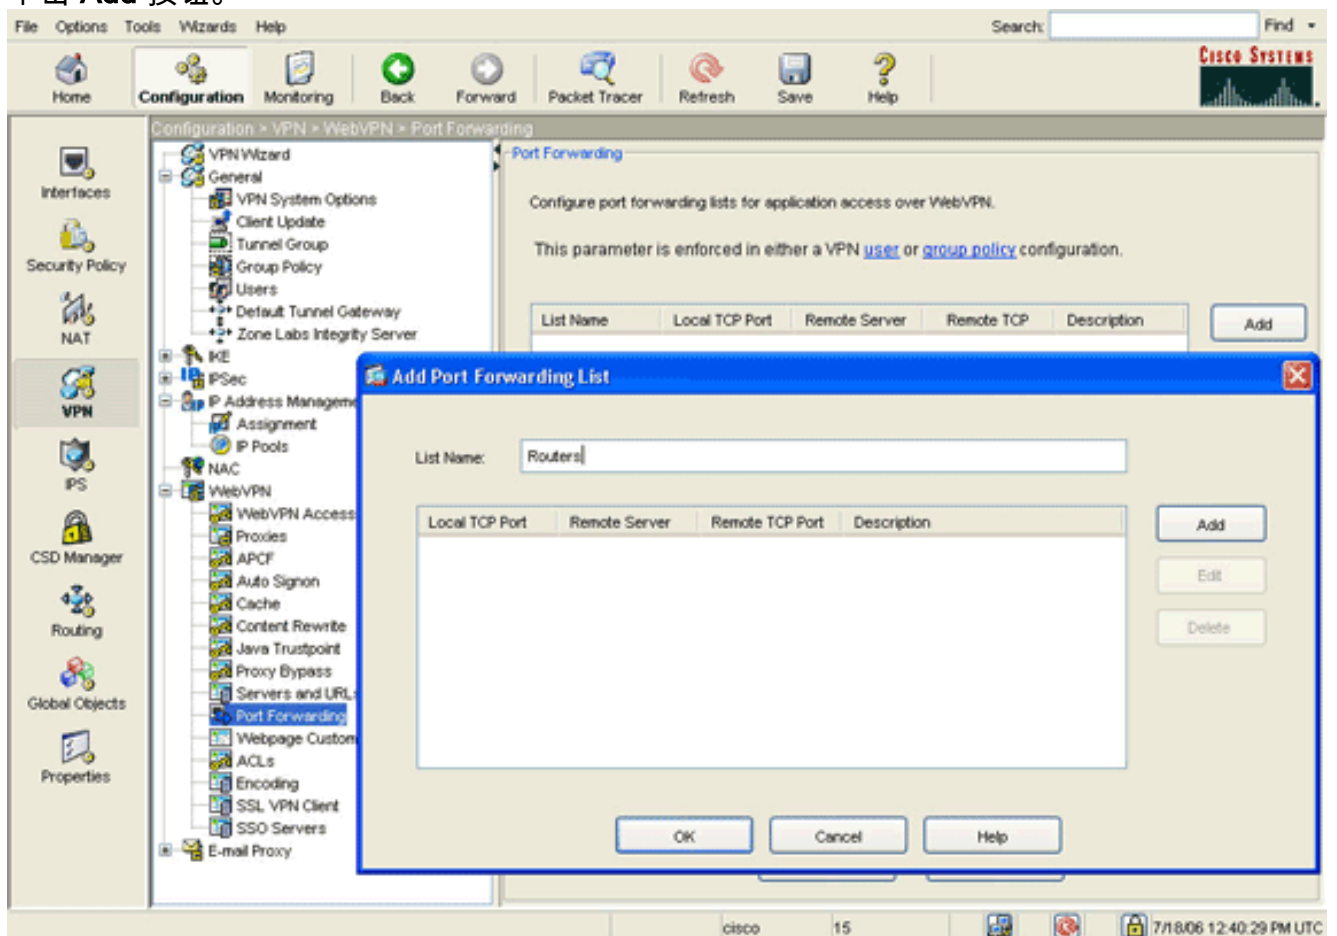 单击 Add 按钮。
File Options Tools Wizards Help Search: Find
Home Configuration Monitoring Back Forward Packet Tracer Refresh Save Help
CISCO SYSTEMS
Configuration > VPN > WebVPN > Port Forwarding
Interfaces
Security Policy
NAT
VPN
IPS
CSD Manager
Routing
Global Objects
Properties
VPN Wizard
General
VPN System Options
Client Update
Tunnel Group
Group Policy
Users
Default Tunnel Gateway
Zone Labs Integrity Server
IKE
IPSec
IP Address Manageme
Assignment
IP Pools
NAC
WebVPN
WebVPN Access
Proxies
APCF
Auto Signon
Cache
Content Rewrite
Java Trustpoint
Proxy Bypass
Servers and URLs
Port Forwarding
Webpage Custom
ACLs
Encoding
SSL VPN Client
SSO Servers
E-mail Proxy
Port Forwarding
Configure port forwarding lists for application access over WebVPN.
This parameter is enforced in either a VPN user or group policy configuration.
List Name Local TCP Port Remote Server Remote TCP Description
Add
Add Port Forwarding List
List Name: Routers
Local TCP Port Remote Server Remote TCP Port Description
Add
Edit
Delete
OK Cancel Help
cisco 15 7/18/06 12:40:29 PM UTC